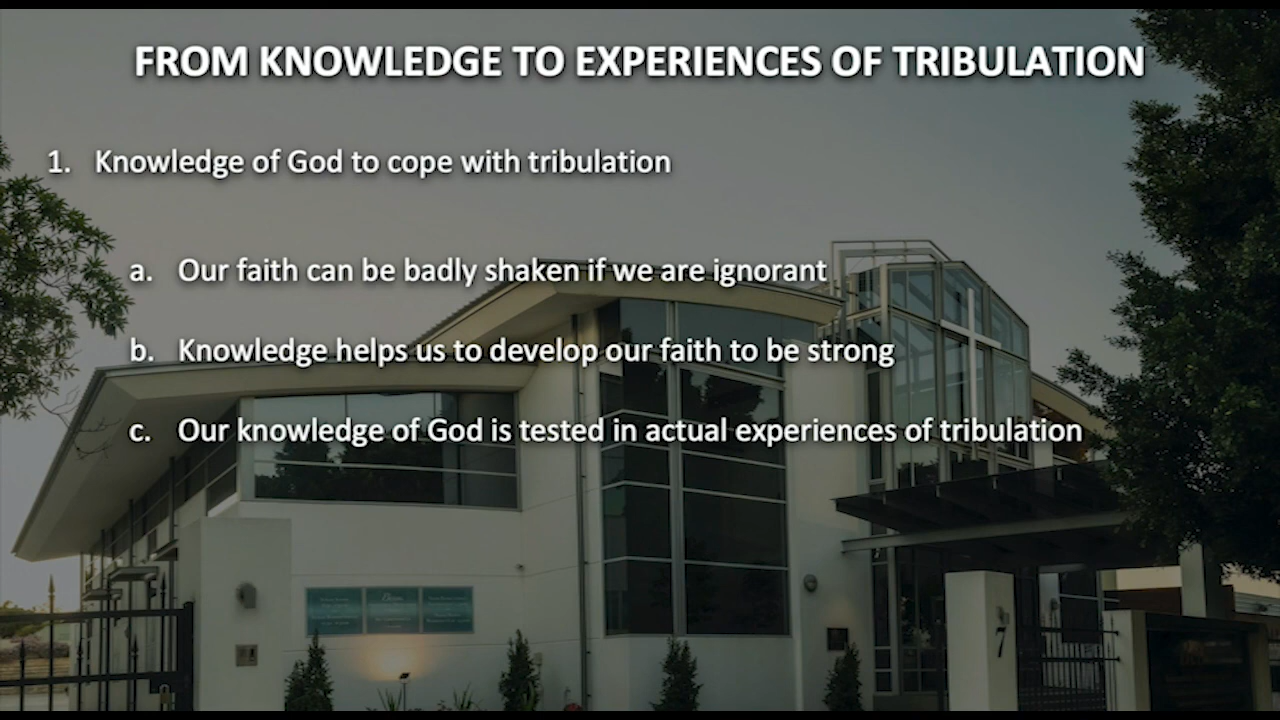 FROM KNOWLEDGE TO EXPERIENCES OF TRIBULATION
1. Knowledge of God to cope with tribulation
a. Our faith can be badly shaken if we are ignorant
b. Knowledge helps us to develop our faith to be strong
c. Our knowledge of God is tested in actual experiences of tribulation
7